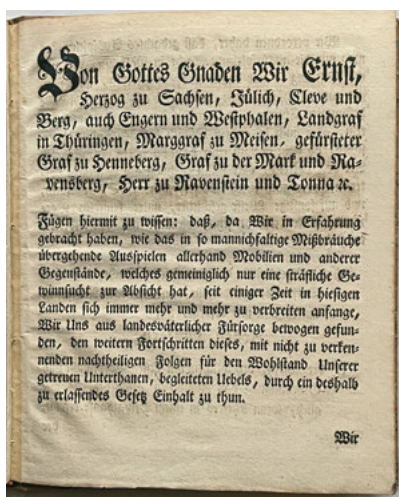 Von Gottes Gnaden Wir Ernst,
Herzog zu Sachsen, Jülich, Cleve und
Berg, auch Engern und Westphalen, Landgraf
in Thüringen, Marggraf zu Meisen, gefürsteter
Graf zu Henneberg, Graf zu der Mark und Ra-
vensberg, Herr zu Ravenstein und Tonna ꝛc.
Fügen hiermit zu wissen: daß, da Wir in Erfahrung
gebracht haben, wie das in so mannichfaltige Mißbräuche
übergehende Ausspielen allerhand Mobilien und anderer
Gegenstände, welches gemeiniglich nur eine sträfliche Ge-
winnsucht zur Absicht hat, seit einiger Zeit in hiesigen
Landen sich immer mehr und mehr zu verbreiten anfange,
Wir Uns aus landesväterlicher Fürsorge bewogen gefun-
den, den weitern Fortschritten dieses, mit nicht zu verken-
nenden nachtheiligen Folgen für den Wohlstand Unserer
getreuen Unterthanen, begleiteten Uebels, durch ein deshalb
zu erlassendes Gesetz Einhalt zu thun.
Wir